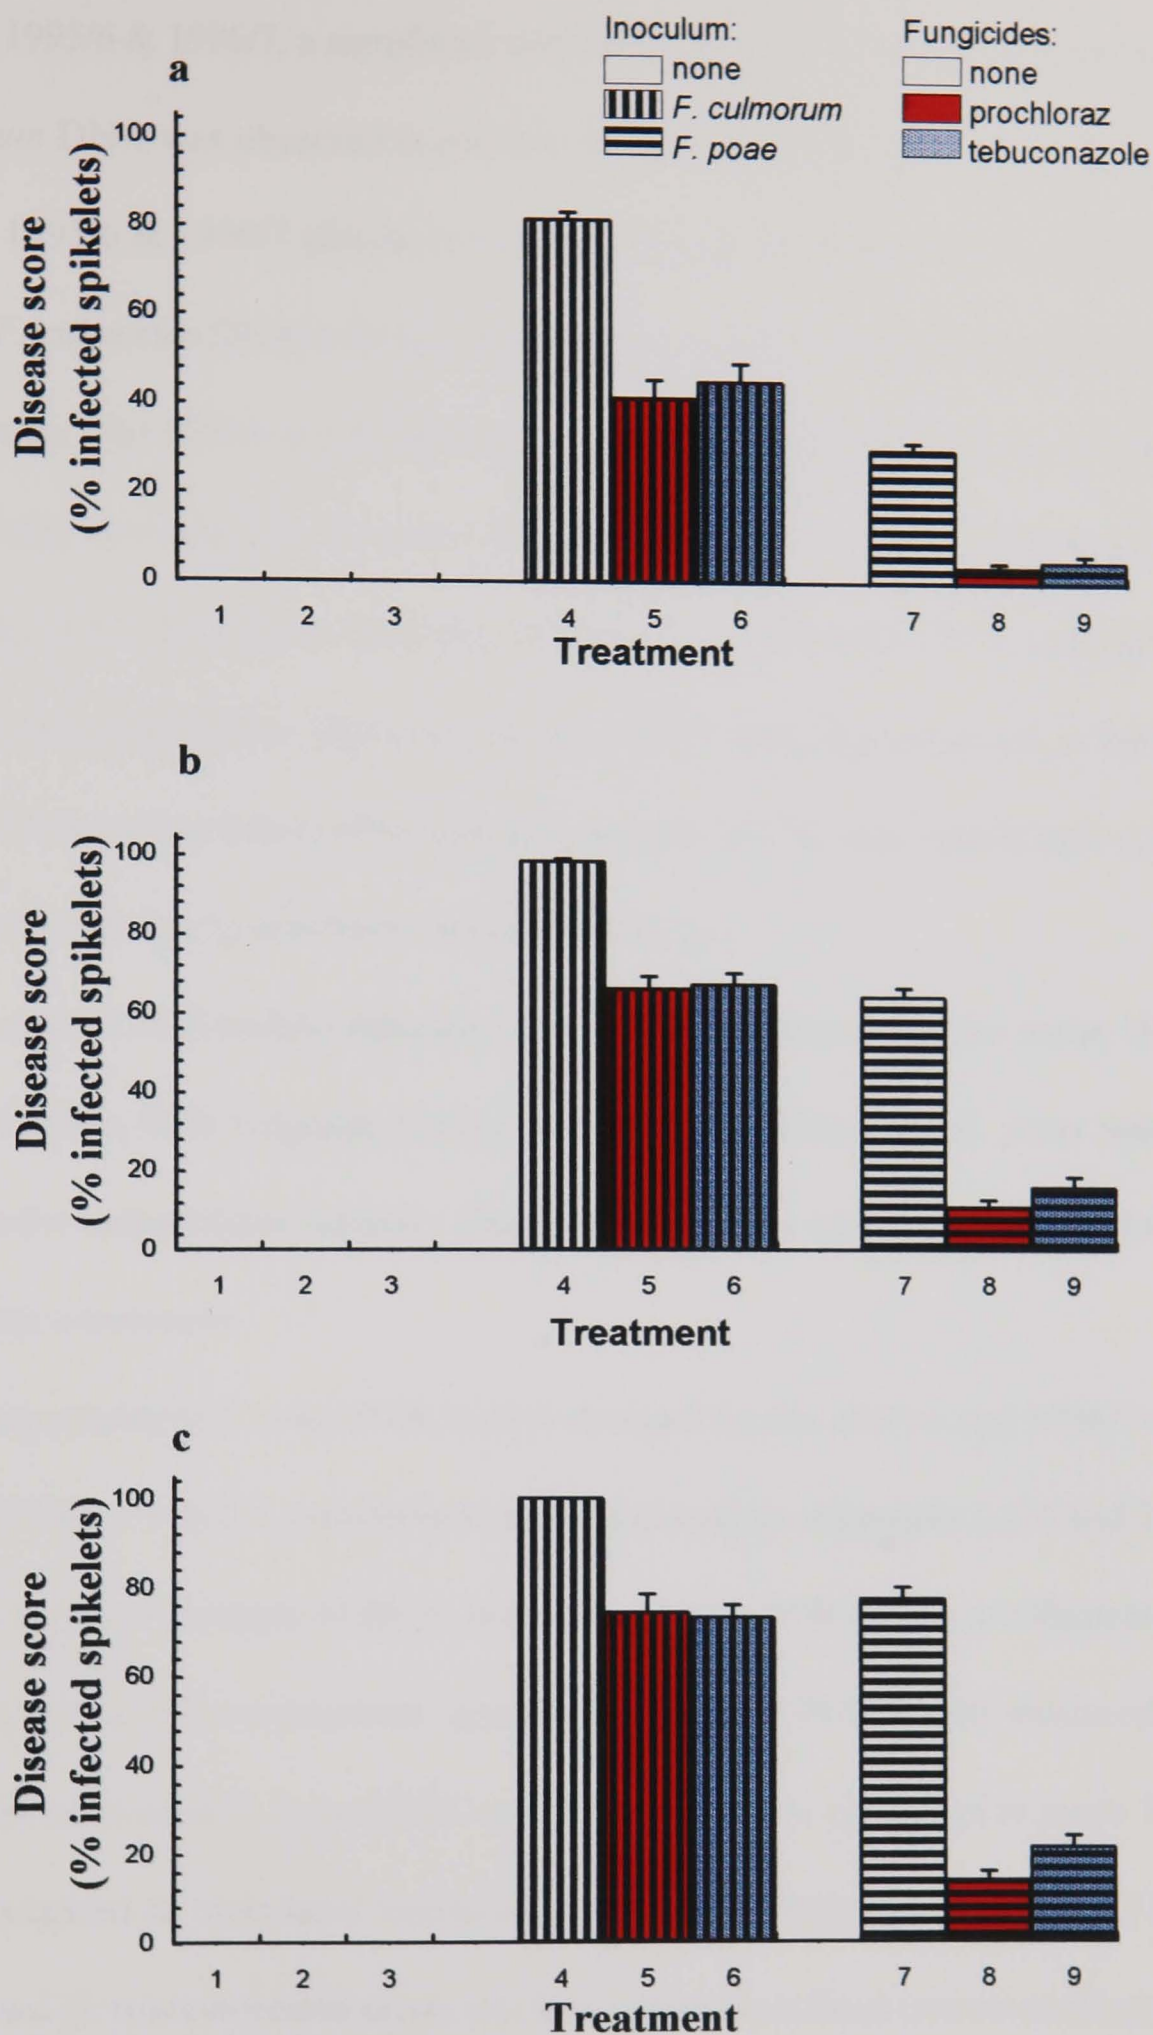 Inoculum:
none
F. culmorum
F. poae
Fungicides:
none
prochloraz
tebuconazole
a
Disease score
(% infected spikelets)
100
80
60
40
20
0
1 2 3 4 5 6 7 8 9
Treatment
b
Disease score
(% infected spikelets)
100
80
60
40
20
0
1 2 3 4 5 6 7 8 9
Treatment
c
Disease score
(% infected spikelets)
100
80
60
40
20
0
1 2 3 4 5 6 7 8 9
Treatment